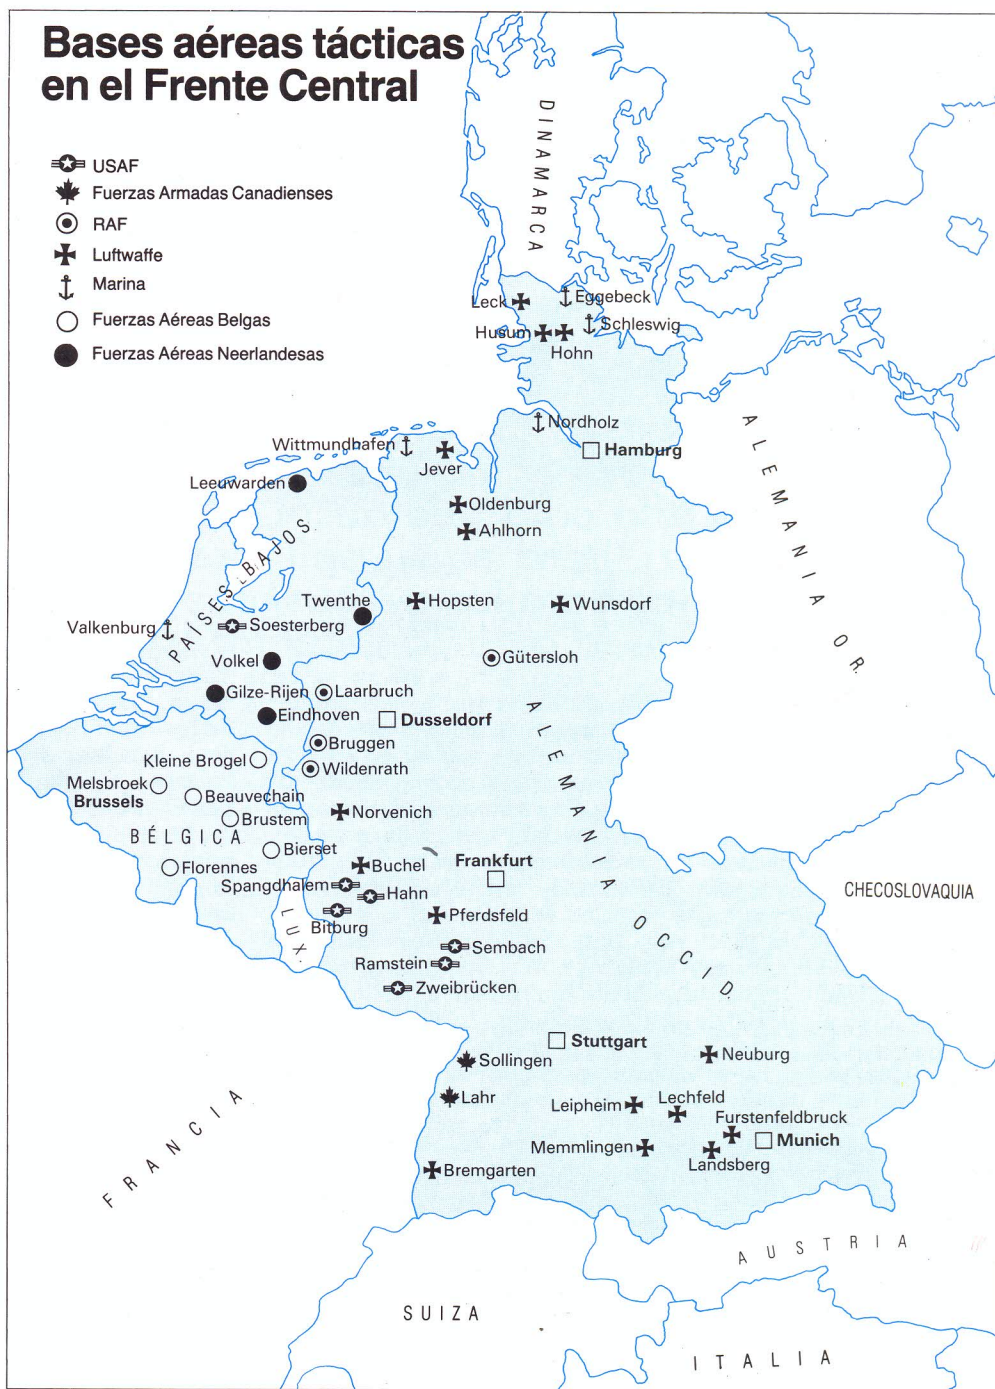 Bases aéreas tácticas
en el Frente Central
USAF
Fuerzas Armadas Canadienses
RAF
Luftwaffe
Marina
Fuerzas Aéreas Belgas
Fuerzas Aéreas Neerlandesas
DINAMARCA
Leck
Eggebeck
Husum
Schleswig
Hohn
Nordholz
Hamburg
Wittmundhafen
Jever
Leeuwarden
Oldenburg
Ahlhorn
ALEMANIA OR.
PAÍSES BAJOS
Twenthe
Hopsten
Wunsdorf
Valkenburg
Soesterberg
Volkel
Gütersloh
Gilze-Rijen
Laarbruch
Eindhoven
Dusseldorf
Bruggen
Kleine Brogel
Wildenrath
Melsbroek
Brussels
Beauvechain
Brustem
Norvenich
BÉLGICA
Bierset
Florennes
Buchel
Frankfurt
Spangdhalem
Hahn
CHECOSLOVAQUIA
ALEMANIA OCCID.
LUX.
Bitburg
Pferdsfeld
Sembach
Ramstein
Zweibrücken
Stuttgart
Sollingen
Neuburg
Lahr
Leipheim
Lechfeld
Furstenfeldbruck
Munich
Memmlingen
Landsberg
Bremgarten
FRANCIA
AUSTRIA
SUIZA
ITALIA